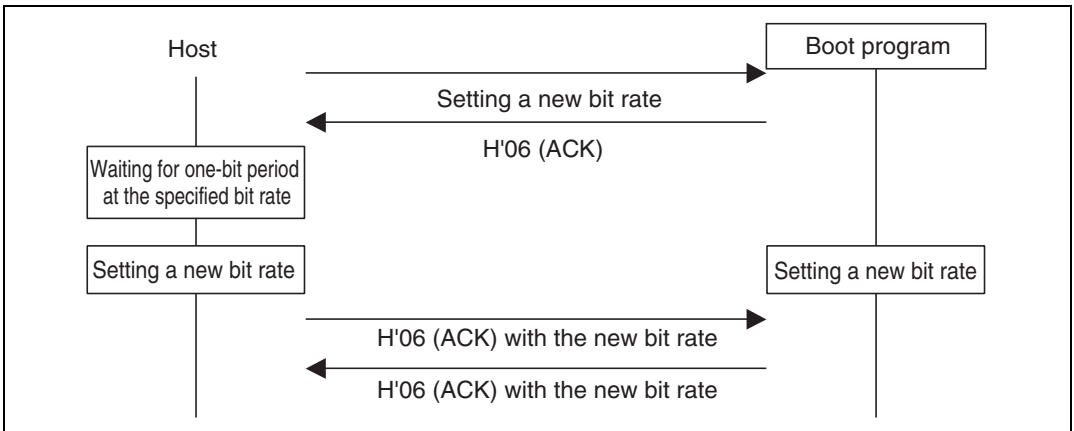 Host
Boot program
Setting a new bit rate
H'06 (ACK)
Waiting for one-bit period
at the specified bit rate
Setting a new bit rate
Setting a new bit rate
H'06 (ACK) with the new bit rate
H'06 (ACK) with the new bit rate